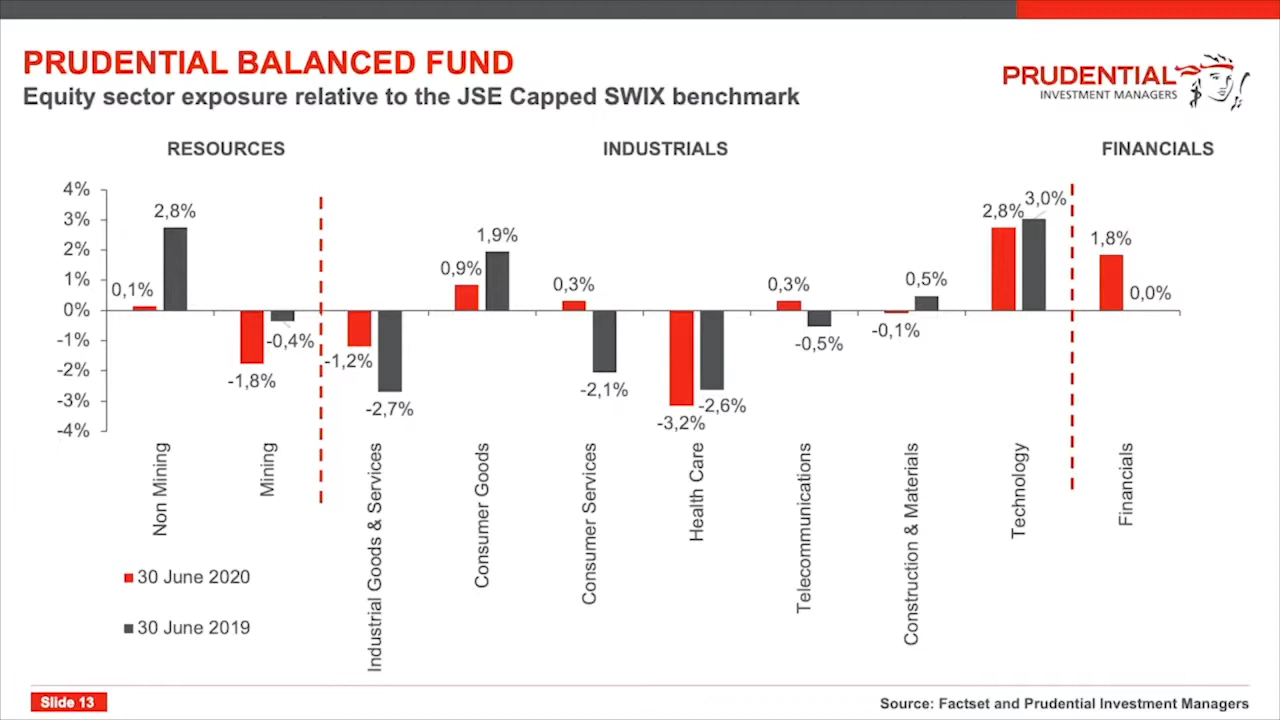 PRUDENTIAL BALANCED FUND
Equity sector exposure relative to the JSE Capped SWIX benchmark
PRUDENTIAL
INVESTMENT MANAGERS
RESOURCES
INDUSTRIALS
FINANCIALS
4%
3%
2%
1%
0%
-1%
-2%
-3%
-4%
0,1%
2,8%
-1,8%
-0,4%
-1,2%
-2,7%
0,9%
1,9%
0,3%
-2,1%
-3,2%
-2,6%
0,3%
-0,5%
-0,1%
0,5%
2,8%
3,0%
1,8%
0,0%
Non Mining
Mining
Industrial Goods & Services
Consumer Goods
Consumer Services
Health Care
Telecommunications
Construction & Materials
Technology
Financials
30 June 2020
30 June 2019
Slide 13
Source: Factset and Prudential Investment Managers